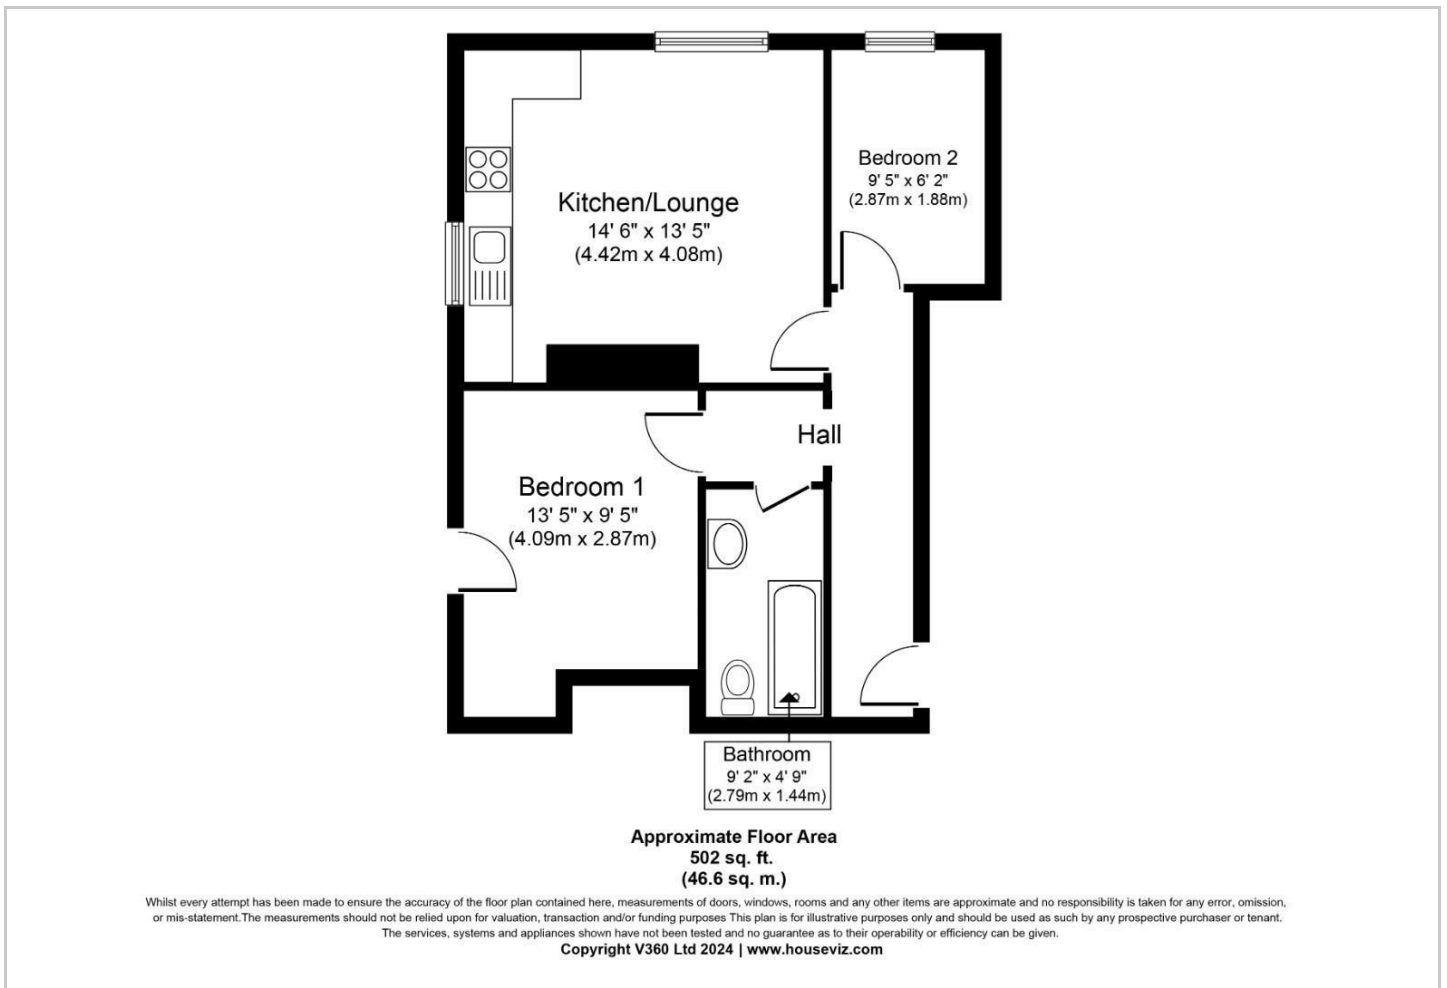 Bedroom 2
9' 5" x 6' 2"
(2.87m x 1.88m)
Kitchen/Lounge
14' 6" x 13' 5"
(4.42m x 4.08m)
Hall
Bedroom 1
13' 5" x 9' 5"
(4.09m x 2.87m)
Bathroom
9' 2" x 4' 9"
(2.79m x 1.44m)
Approximate Floor Area
502 sq. ft.
(46.6 sq. m.)
Whilst every attempt has been made to ensure the accuracy of the floor plan contained here, measurements of doors, windows, rooms and any other items are approximate and no responsibility is taken for any error, omission,
or mis-statement.The measurements should not be relied upon for valuation, transaction and/or funding purposes This plan is for illustrative purposes only and should be used as such by any prospective purchaser or tenant.
The services, systems and appliances shown have not been tested and no guarantee as to their operability or efficiency can be given.
Copyright V360 Ltd 2024 | www.houseviz.com